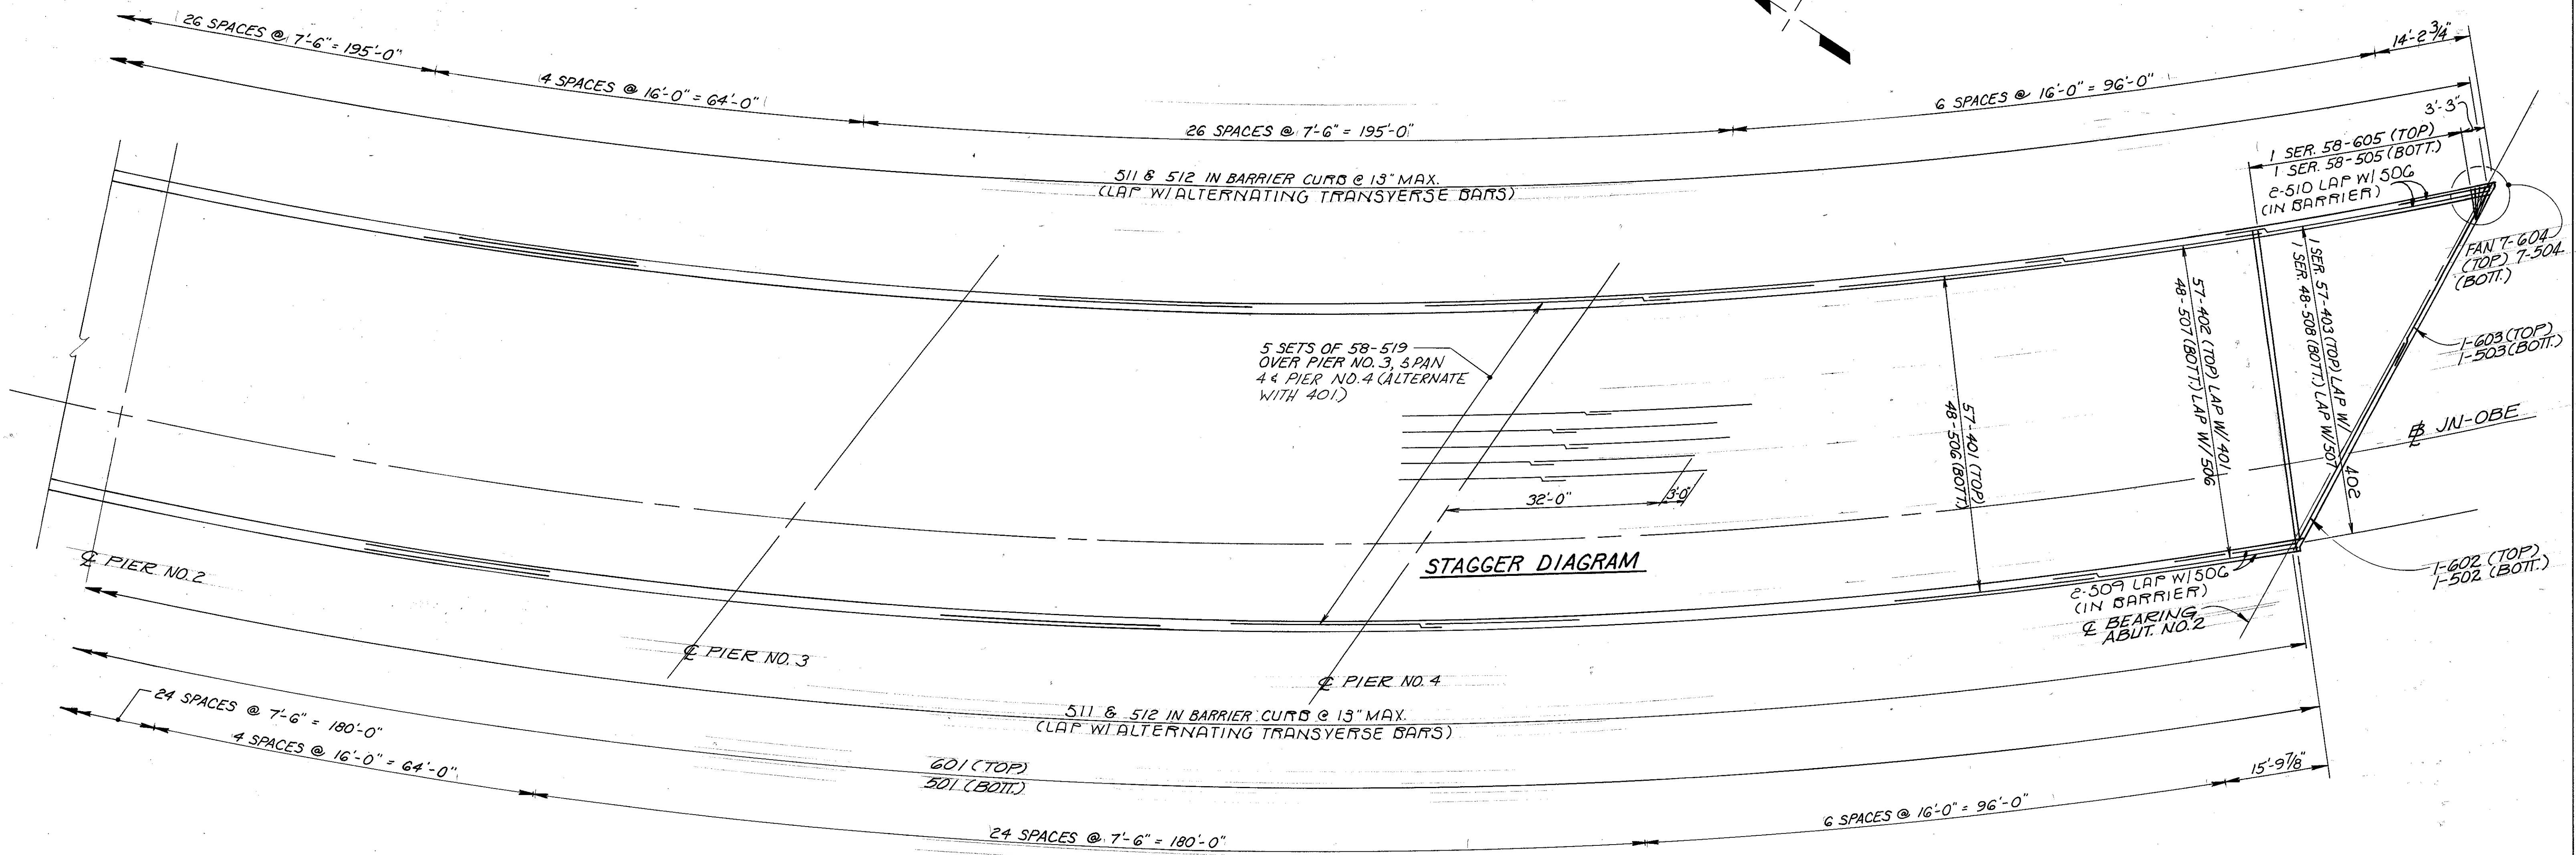 26 SPACES @ 7'-6" = 195'-0"
4 SPACES @ 16'-0" = 64'-0"
26 SPACES @ 7'-6" = 195'-0"
6 SPACES @ 16'-0" = 96'-0"
14'-2 3/4"
3'-3"
511 & 512 IN BARRIER CURB @ 13" MAX.
(LAP W/ ALTERNATING TRANSVERSE BARS)
1 SER. 58-605 (TOP)
1 SER. 58-505 (BOTT.)
2-510 LAP W/ 506
(IN BARRIER)
FAN 7-604
(TOP) 7-504
(BOTT.)
1-603 (TOP)
1-503 (BOTT.)
℄ JN-OBE
1 SER. 57-403 (TOP) LAP W/ 402
1 SER. 48-508 (BOTT.) LAP W/ 507
57-402 (TOP) LAP W/ 401
48-507 (BOTT.) LAP W/ 506
57-401 (TOP)
48-506 (BOTT.)
5 SETS OF 58-519
OVER PIER NO. 3, SPAN
4 & PIER NO. 4 (ALTERNATE
WITH 401)
32'-0"
3'-0"
STAGGER DIAGRAM
℄ PIER NO. 2
℄ PIER NO. 3
℄ PIER NO. 4
2-509 LAP W/ 506
(IN BARRIER)
℄ BEARING
ABUT. NO. 2
1-602 (TOP)
1-502 (BOTT.)
511 & 512 IN BARRIER CURB @ 13" MAX.
(LAP W/ ALTERNATING TRANSVERSE BARS)
601 (TOP)
501 (BOTT.)
24 SPACES @ 7'-6" = 180'-0"
4 SPACES @ 16'-0" = 64'-0"
24 SPACES @ 7'-6" = 180'-0"
6 SPACES @ 16'-0" = 96'-0"
15'-9 7/8"